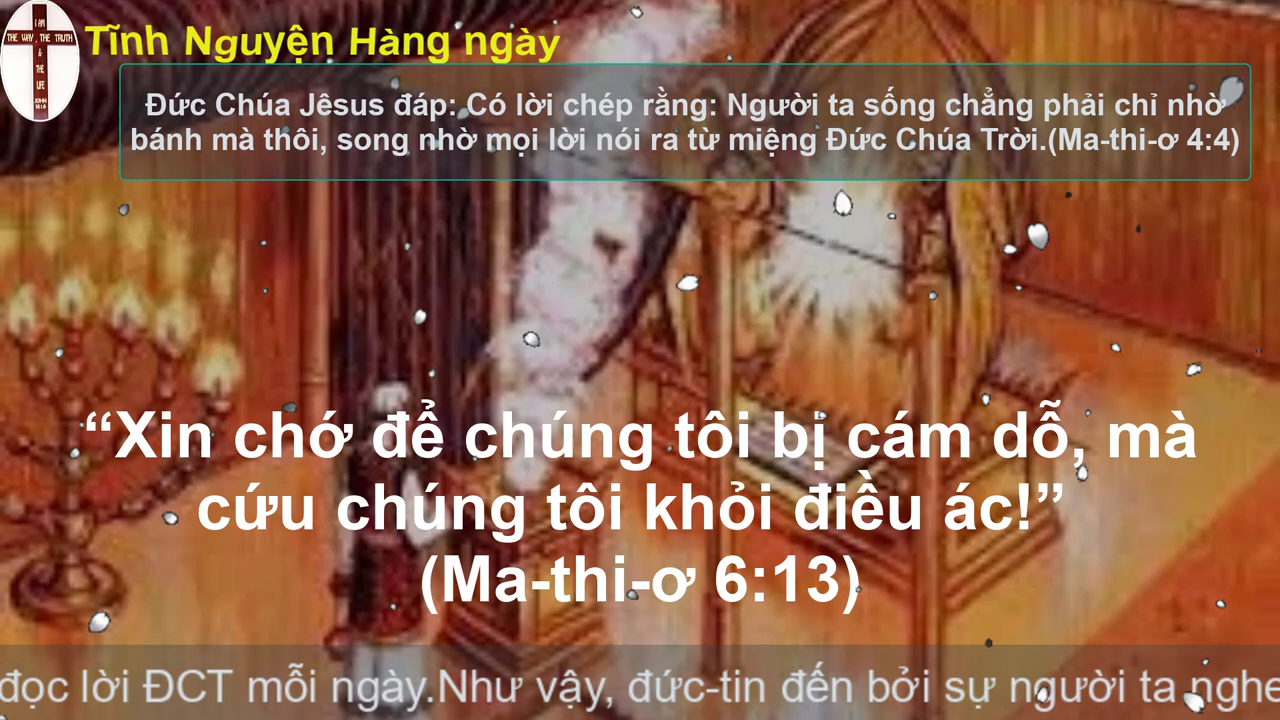 I AM
THE WAY, THE TRUTH
&
THE
LIFE
JOHN
14:6
Tĩnh Nguyện Hàng ngày
Đức Chúa Jêsus đáp: Có lời chép rằng: Người ta sống chẳng phải chỉ nhờ
bánh mà thôi, song nhờ mọi lời nói ra từ miệng Đức Chúa Trời.(Ma-thi-ơ 4:4)
“Xin chớ để chúng tôi bị cám dỗ, mà
cứu chúng tôi khỏi điều ác!”
(Ma-thi-ơ 6:13)
đọc lời ĐCT mỗi ngày.Như vậy, đức-tin đến bởi sự người ta nghe